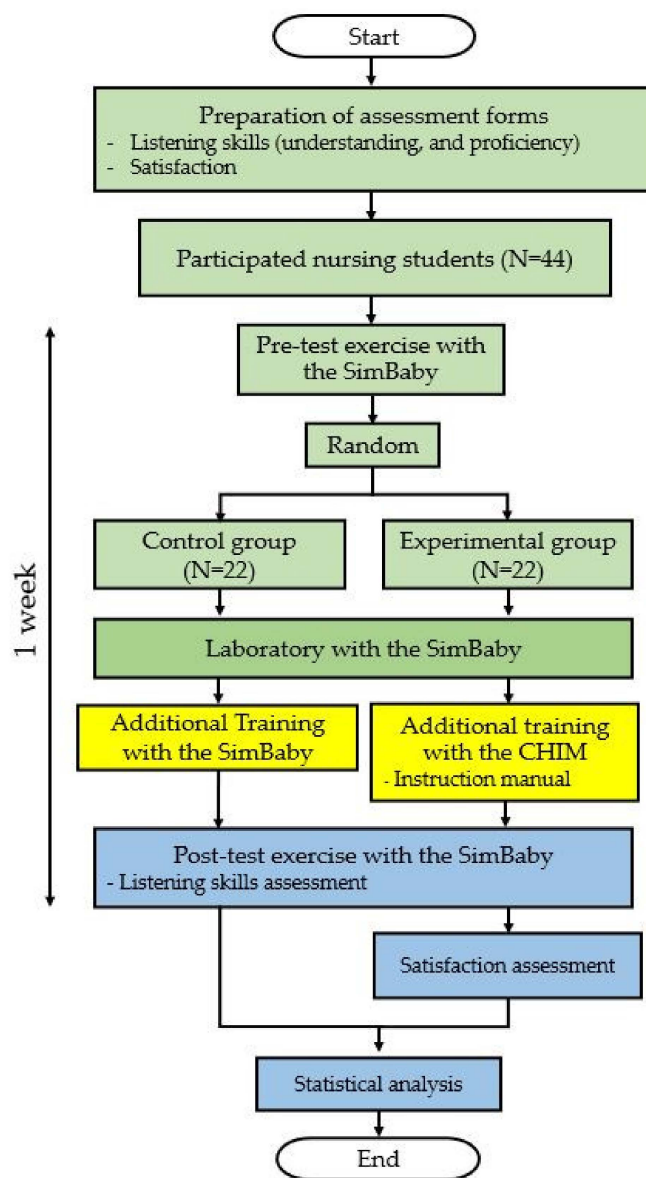 Start
Preparation of assessment forms
- Listening skills (understanding, and proficiency)
- Satisfaction
Participated nursing students (N=44)
Pre-test exercise with
the SimBaby
Random
Control group
(N=22)
Experimental group
(N=22)
1 week
Laboratory with the SimBaby
Additional Training
with the SimBaby
Additional training
with the CHIM
- Instruction manual
Post-test exercise with the SimBaby
- Listening skills assessment
Satisfaction assessment
Statistical analysis
End